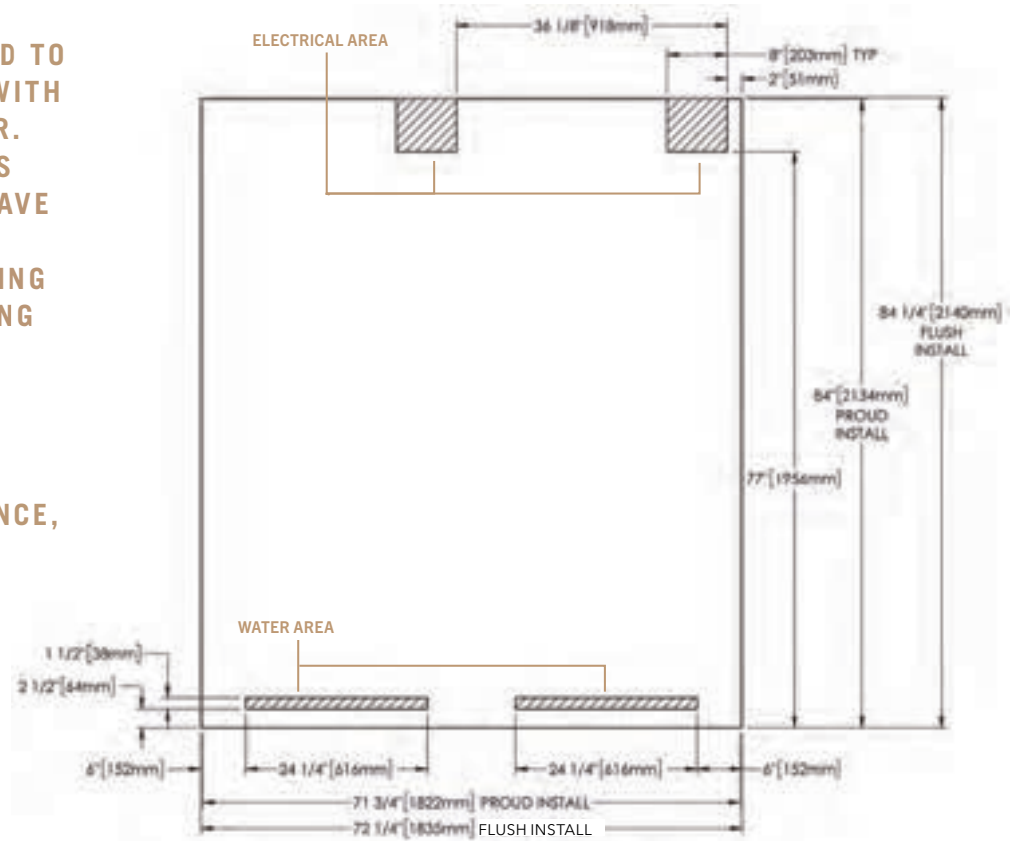 D TO
WITH
R.
S
AVE
ING
NG
NCE,
ELECTRICAL AREA
36 1/8"[918mm]
8"[203mm] TYP
2"[51mm]
84 1/4"[2140mm]
FLUSH
INSTALL
84"[2134mm]
PROUD
INSTALL
77"[1956mm]
WATER AREA
1 1/2"[38mm]
2 1/2"[64mm]
6"[152mm]
24 1/4"[616mm]
24 1/4"[616mm]
6"[152mm]
71 3/4"[1822mm] PROUD INSTALL
72 1/4"[1835mm] FLUSH INSTALL